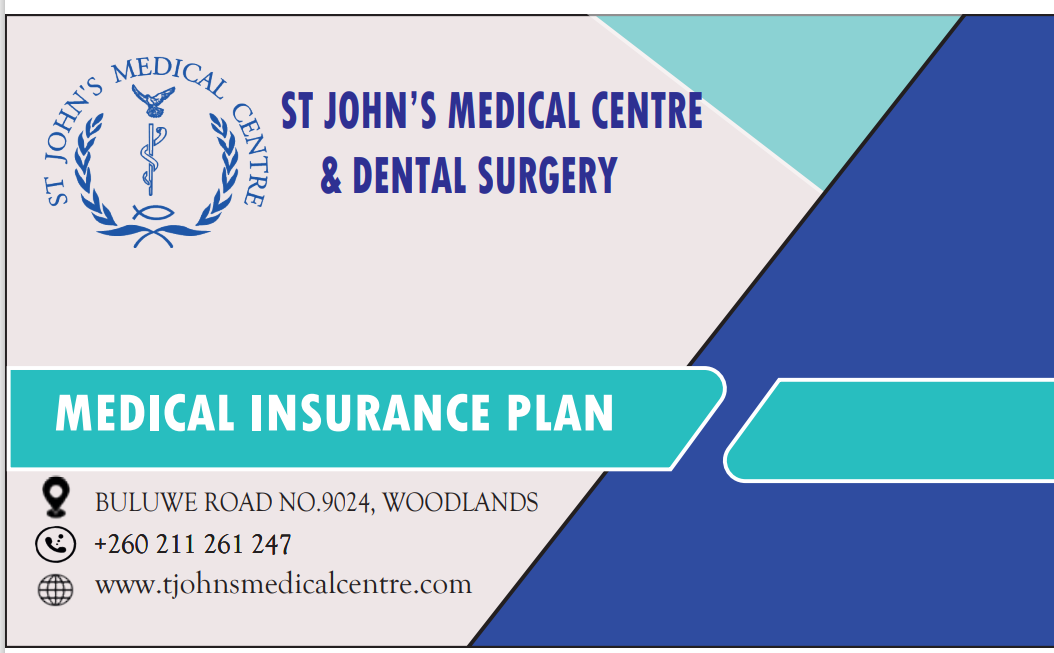 ST JOHN'S MEDICAL CENTRE
ST JOHN’S MEDICAL CENTRE
& DENTAL SURGERY
MEDICAL INSURANCE PLAN
BULUWE ROAD NO.9024, WOODLANDS
+260 211 261 247
www.tjohnsmedicalcentre.com